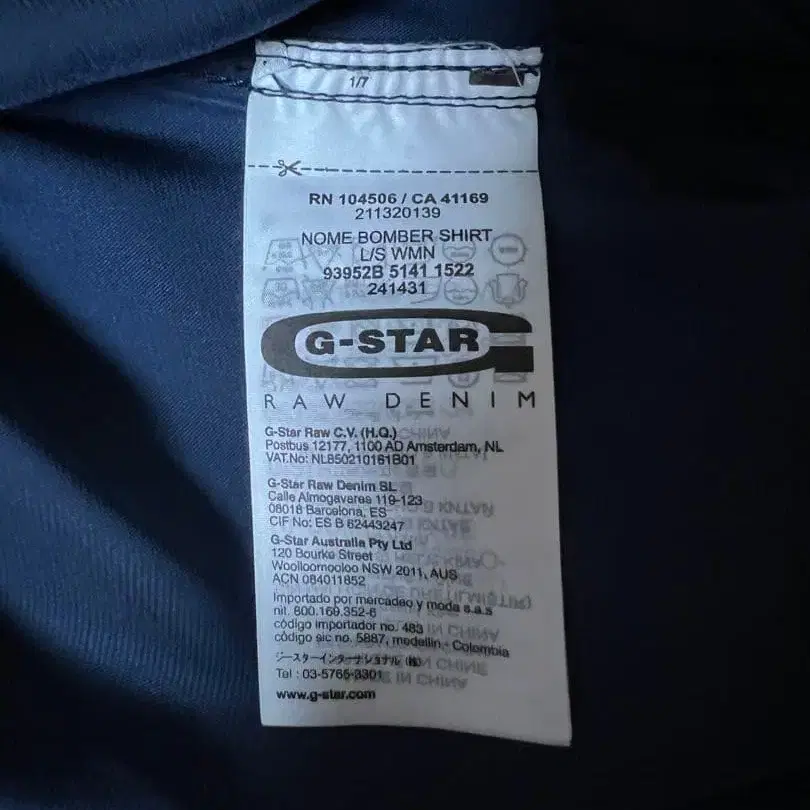 1/7
RN 104506 / CA 41169
211320139
NOME BOMBER SHIRT
L/S WMN
93952B 5141 1522
241431
G-STAR
RAW DENIM
G-Star Raw C.V. (H.Q.)
Postbus 12177, 1100 AD Amsterdam, NL
VAT.No: NL850210161B01
G-Star Raw Denim SL
Calle Almogavares 119-123
08018 Barcelona, ES
CIF No: ES B 62443247
G-Star Australia Pty Ltd
120 Bourke Street
Woolloomooloo NSW 2011, AUS
ACN 084011852
Importado por mercadeo y moda s.a.s
nit. 800.169.352-6
código importador no. 483
código sic no. 5887, medellin - Colombia
ジースターインターナショナル (株)
Tel : 03-5765-3301
www.g-star.com